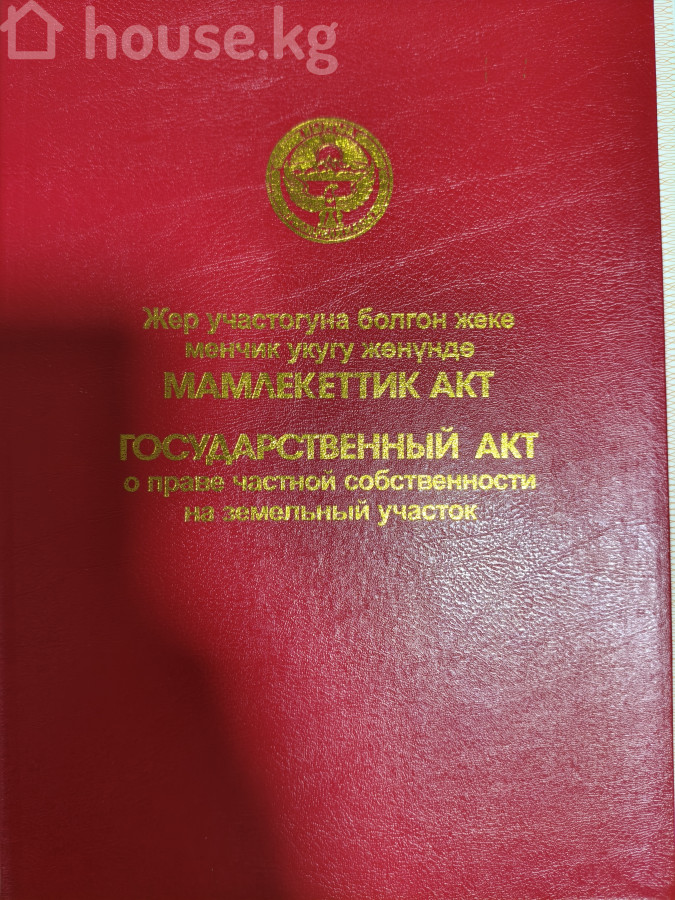 house.kg
Жер участогуна болгон жеке
менчик укугу жөнүндө
МАМЛЕКЕТТИК АКТ
ГОСУДАРСТВЕННЫЙ АКТ
о праве частной собственности
на земельный участок